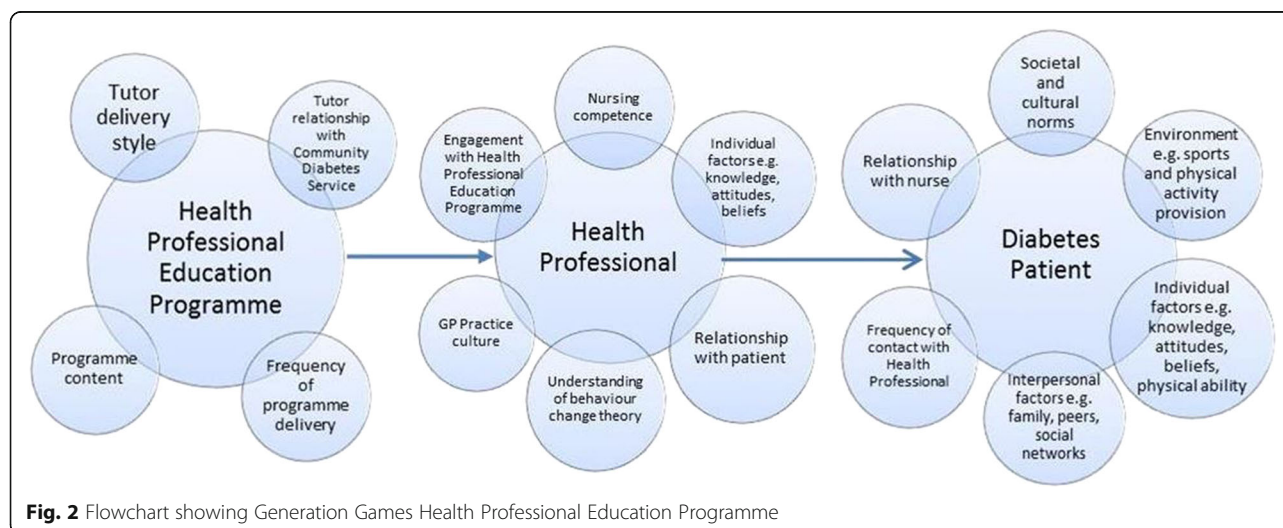 Tutor
delivery
style
Tutor
relationship
with
Community
Diabetes
Service
Health
Professional
Education
Programme
Programme
content
Frequency
of
programme
delivery
Nursing
competence
Engagement
with Health
Professional
Education
Programme
Individual
factors e.g.
knowledge,
attitudes,
beliefs
Health
Professional
GP Practice
culture
Understanding
of behaviour
change theory
Relationship
with patient
Societal
and
cultural
norms
Relationship
with nurse
Environment
e.g. sports
and physical
activity
provision
Diabetes
Patient
Frequency of
contact with
Health
Professional
Interpersonal
factors e.g.
family, peers,
social
networks
Individual
factors e.g.
knowledge,
attitudes,
beliefs,
physical ability
Fig. 2 Flowchart showing Generation Games Health Professional Education Programme